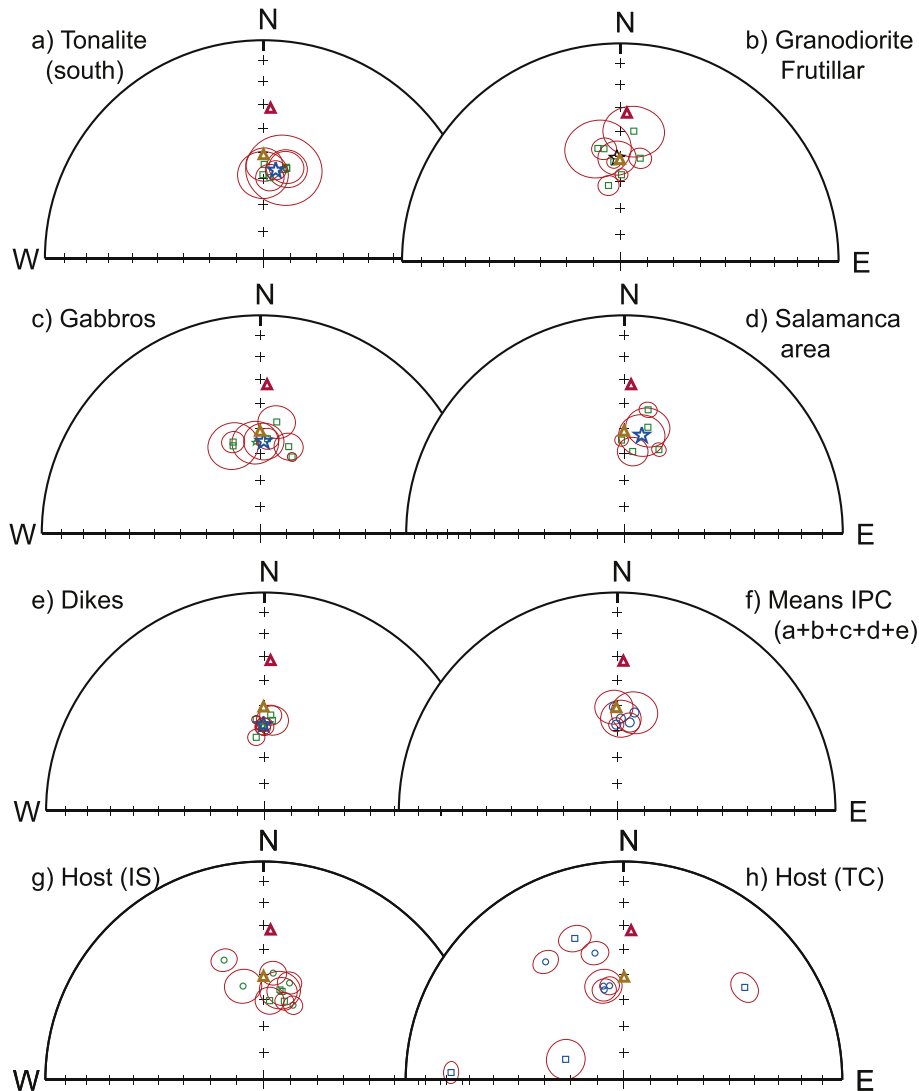 N
N
a) Tonalite
(south)
b) Granodiorite
Frutillar
W
E
N
N
c) Gabbros
d) Salamanca
area
W
E
N
N
e) Dikes
f) Means IPC
(a+b+c+d+e)
W
E
N
N
g) Host (IS)
h) Host (TC)
W
E